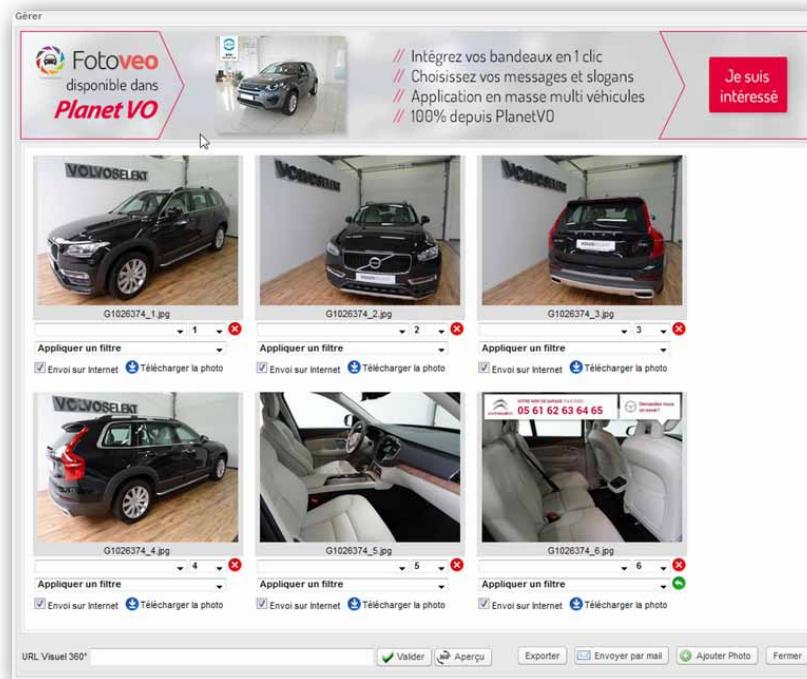 Gérer
Fotoveo
disponible dans
Planet VO
// Intégrez vos bandeaux en 1 clic
// Choisissez vos messages et slogans
// Application en masse multi véhicules
// 100% depuis PlanetVO
Je suis
intéressé
VOLVOSELEKT
VOLVOSELEKT
VOLVOSELEKT
G1026374_1.jpg
G1026374_2.jpg
G1026374_3.jpg
1
2
3
Appliquer un filtre
Appliquer un filtre
Appliquer un filtre
Envoi sur Internet Télécharger la photo
Envoi sur Internet Télécharger la photo
Envoi sur Internet Télécharger la photo
VOLVOSELEKT
05 61 62 63 64 65
Demandez-nous
un essai !
G1026374_4.jpg
G1026374_5.jpg
G1026374_6.jpg
4
5
6
Appliquer un filtre
Appliquer un filtre
Appliquer un filtre
Envoi sur Internet Télécharger la photo
Envoi sur Internet Télécharger la photo
Envoi sur Internet Télécharger la photo
URL Visuel 360° Valider Aperçu Exporter Envoyer par mail Ajouter Photo Fermer